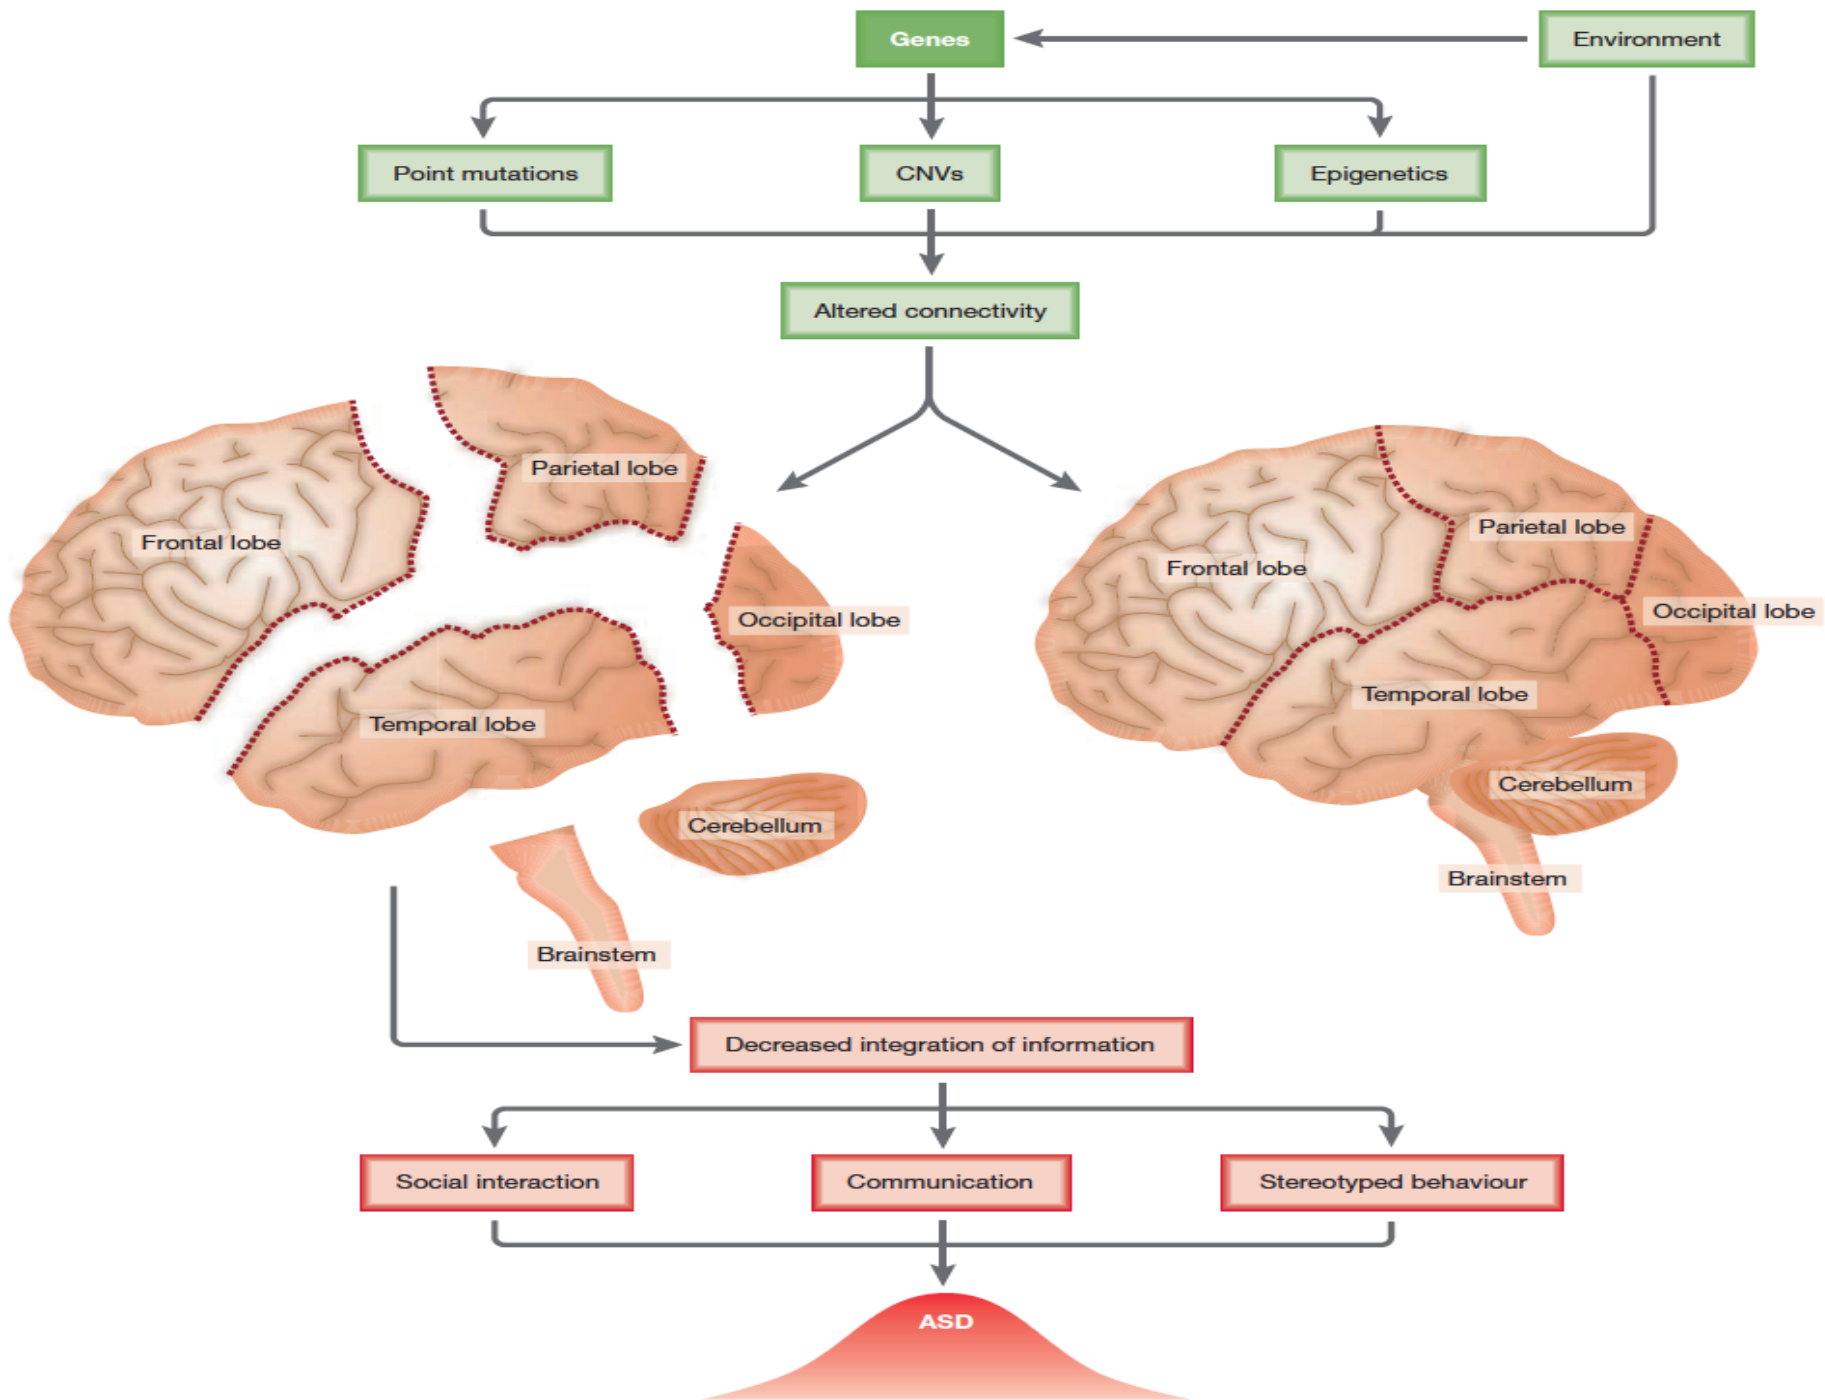 Genes
Environment
Point mutations
CNVs
Epigenetics
Altered connectivity
Parietal lobe
Frontal lobe
Occipital lobe
Temporal lobe
Cerebellum
Brainstem
Parietal lobe
Frontal lobe
Occipital lobe
Temporal lobe
Cerebellum
Brainstem
Decreased integration of information
Social interaction
Communication
Stereotyped behaviour
ASD